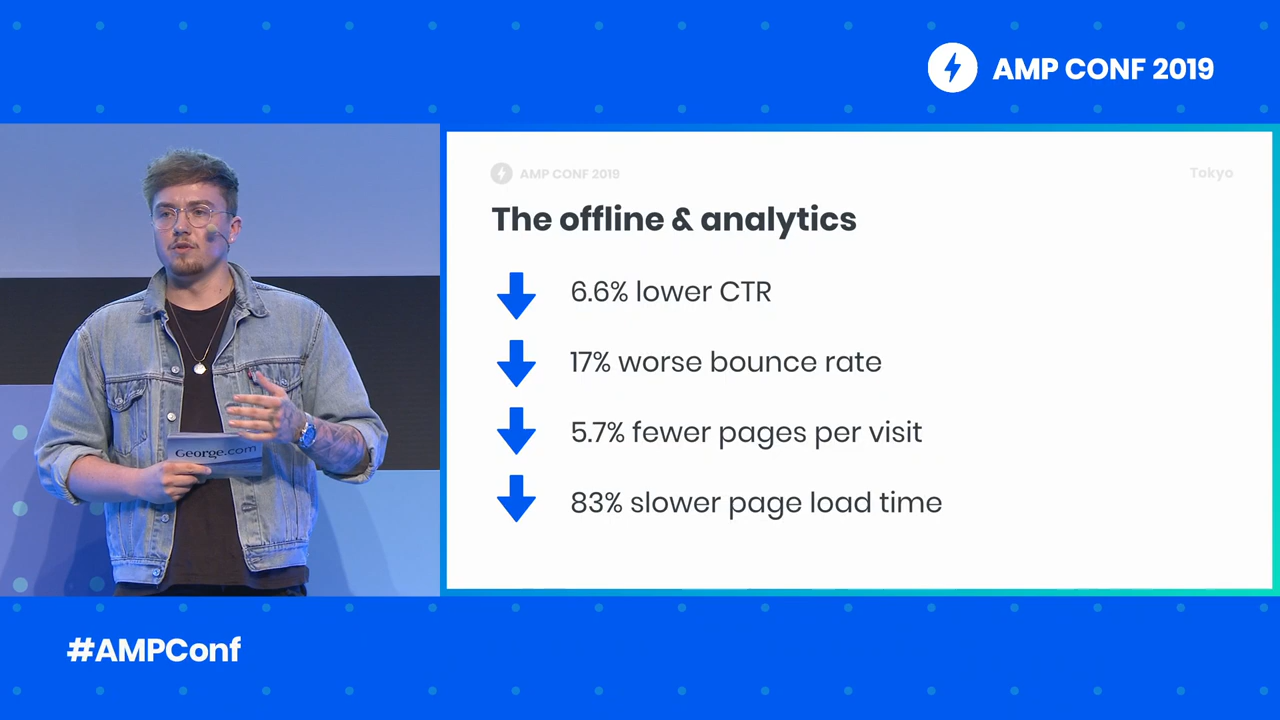 AMP CONF 2019
AMP CONF 2019
Tokyo
The offline & analytics
6.6% lower CTR
17% worse bounce rate
5.7% fewer pages per visit
83% slower page load time
George.com
#AMPConf